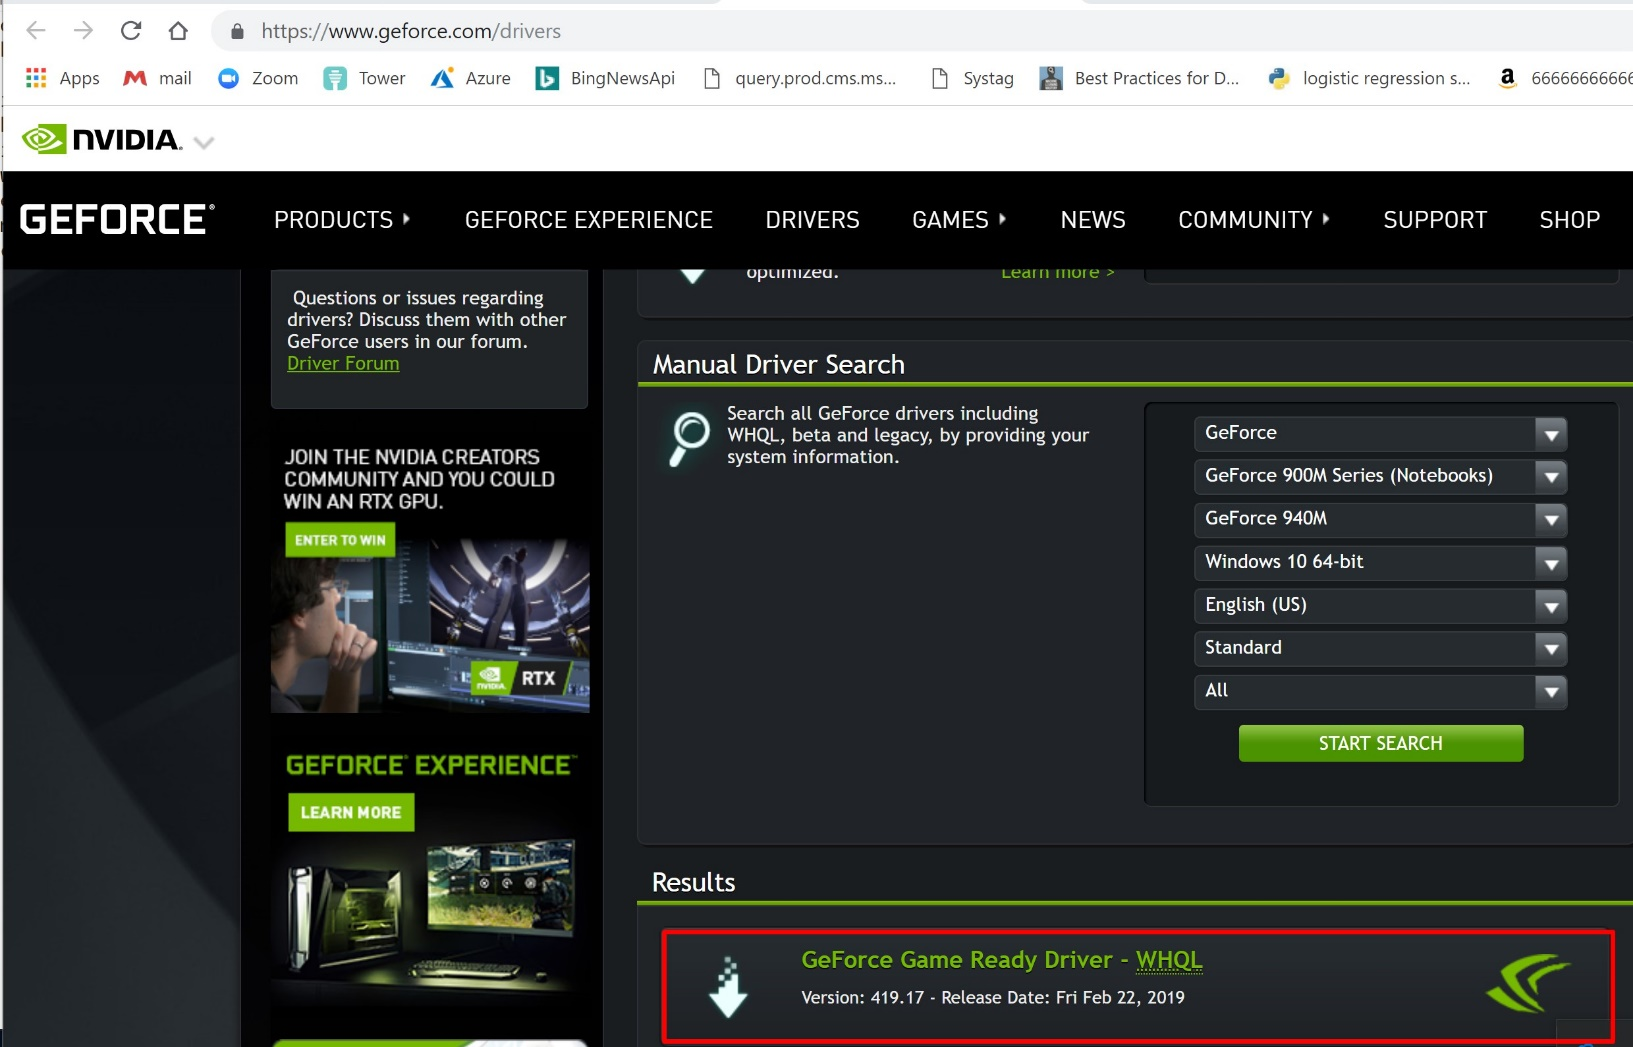 https://www.geforce.com/drivers
Apps
mail
Zoom
Tower
Azure
BingNewsApi
query.prod.cms.ms...
Systag
Best Practices for D...
logistic regression s...
NVIDIA.
GEFORCE®
PRODUCTS
GEFORCE EXPERIENCE
DRIVERS
GAMES
NEWS
COMMUNITY
SUPPORT
SHOP
optimized.
Learn more >
Questions or issues regarding
drivers? Discuss them with other
GeForce users in our forum.
Driver Forum
JOIN THE NVIDIA CREATORS
COMMUNITY AND YOU COULD
WIN AN RTX GPU.
ENTER TO WIN
NVIDIA.
RTX
GEFORCE® EXPERIENCE™
LEARN MORE
Manual Driver Search
Search all GeForce drivers including
WHQL, beta and legacy, by providing your
system information.
GeForce
GeForce 900M Series (Notebooks)
GeForce 940M
Windows 10 64-bit
English (US)
Standard
All
START SEARCH
Results
GeForce Game Ready Driver - WHQL
Version: 419.17 - Release Date: Fri Feb 22, 2019